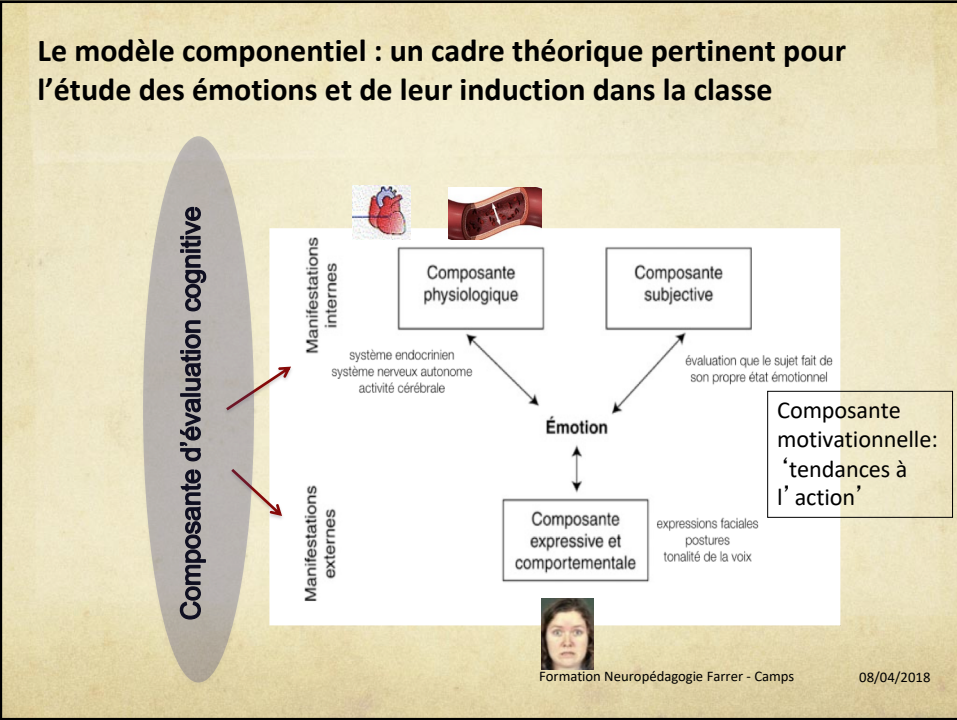 Le modèle componentiel : un cadre théorique pertinent pour
l’étude des émotions et de leur induction dans la classe
Composante d’évaluation cognitive
Manifestations
internes
Composante
physiologique
Composante
subjective
système endocrinien
système nerveux autonome
activité cérébrale
évaluation que le sujet fait de
son propre état émotionnel
Émotion
Composante
motivationnelle:
‘tendances à
l’action’
Manifestations
externes
Composante
expressive et
comportementale
expressions faciales
postures
tonalité de la voix
Formation Neuropédagogie Farrer - Camps
08/04/2018